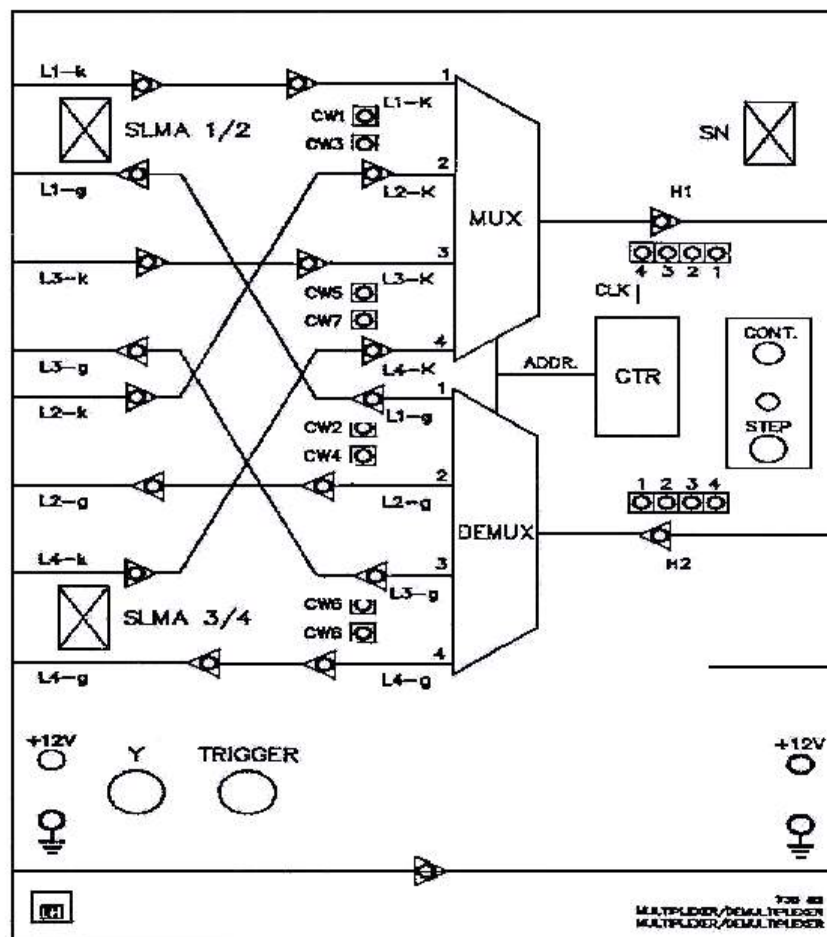 L1-k
1
L1-K
CW1
SLMA 1/2
CW3
SN
L1-g
2
L2-K
H1
MUX
L3-k
3
L3-K
4 3 2 1
CW5
CLK
CW7
L3-g
4
L4-K
CONT.
ADDR.
CTR
L2-k
1
L1-g
CW2
STEP
CW4
L2-g
2
L2-g
1 2 3 4
DEMUX
L4-k
3
L3-g
H2
SLMA 3/4
CW6
CW8
L4-g
4
L4-g
+12V
Y
TRIGGER
+12V
LH
MULTIPLEXER/DEMULTIPLEXER
MULTIPLEXER/DEMULTIPLEXER